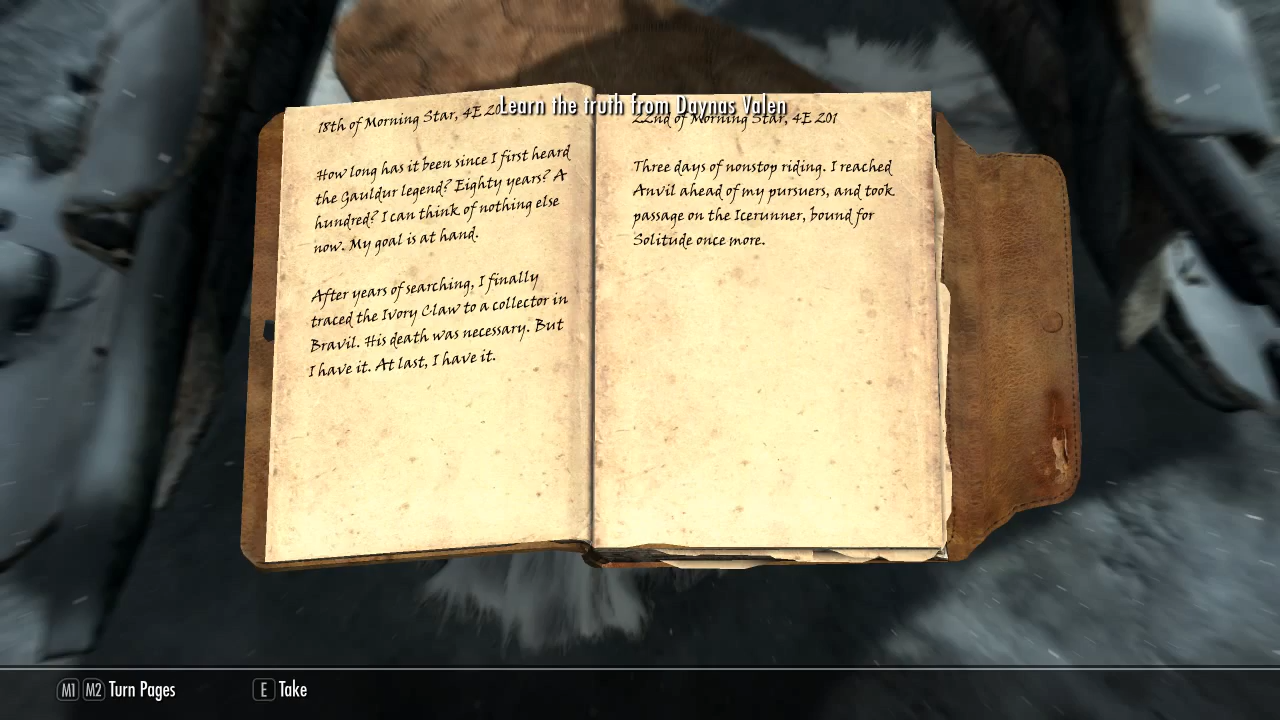 Learn the truth from Daynas Valen
18th of Morning Star, 4E 20
How long has it been since I first heard
the Gauldur legend? Eighty years? A
hundred? I can think of nothing else
now. My goal is at hand.
After years of searching, I finally
traced the Ivory Claw to a collector in
Bravil. His death was necessary. But
I have it. At last, I have it.
22nd of Morning Star, 4E 201
Three days of nonstop riding. I reached
Anvil ahead of my pursuers, and took
passage on the Icerunner, bound for
Solitude once more.
M1 M2 Turn Pages
E Take